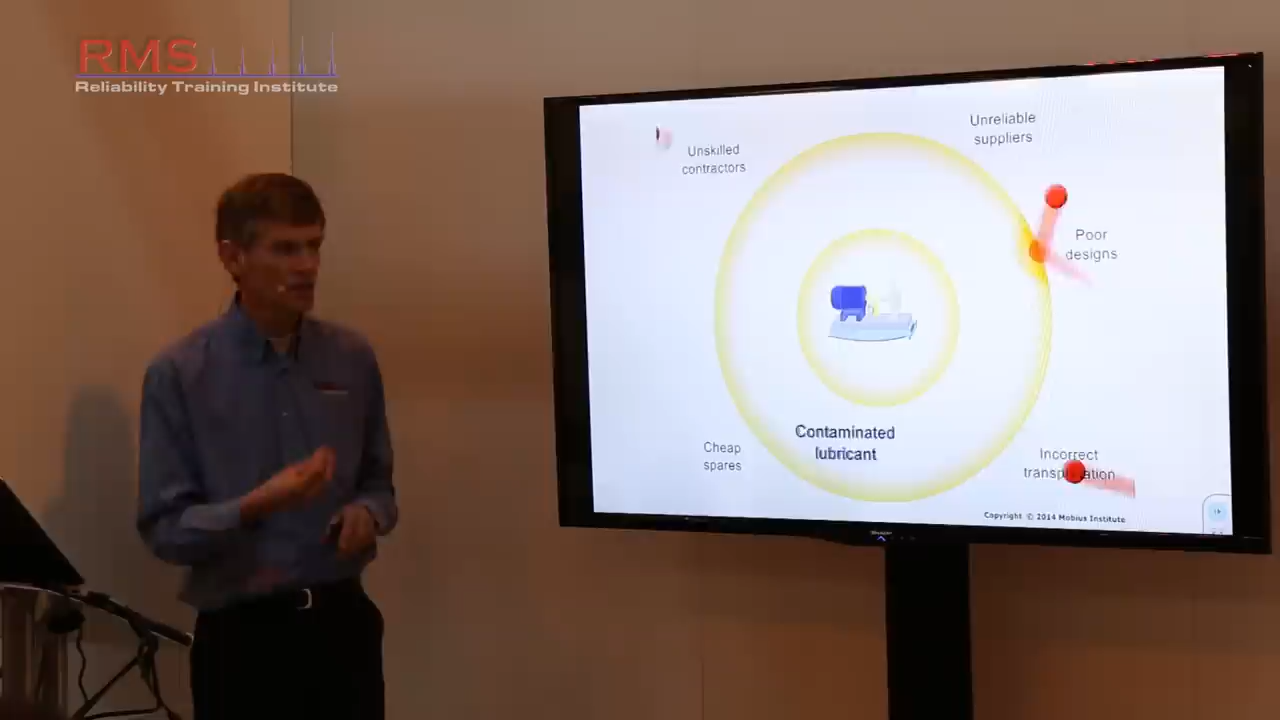 RMS
Reliability Training Institute
Unreliable
suppliers
Unskilled
contractors
Poor
designs
Contaminated
lubricant
Cheap
spares
Incorrect
Copyright © 2014 Mobius Institute